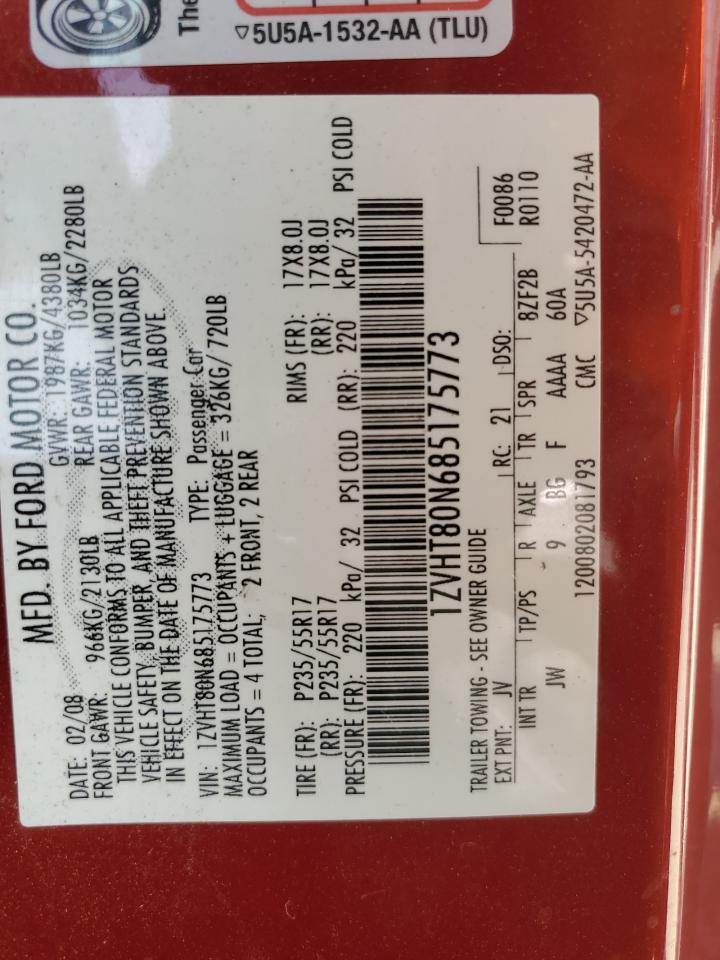 The
▽5U5A-1532-AA (TLU)
MFD. BY FORD MOTOR CO.
DATE: 02/08 GVWR: 1987KG/4380LB
FRONT GAWR: 966KG/2130LB REAR GAWR: 1034KG/2280LB
THIS VEHICLE CONFORMS TO ALL APPLICABLE FEDERAL MOTOR
VEHICLE SAFETY, BUMPER, AND THEFT PREVENTION STANDARDS
IN EFFECT ON THE DATE OF MANUFACTURE SHOWN ABOVE.
VIN: 1ZVHT80N685175773 TYPE: Passenger Car
MAXIMUM LOAD = OCCUPANTS + LUGGAGE = 326KG/ 720LB
OCCUPANTS = 4 TOTAL; 2 FRONT, 2 REAR
TIRE (FR): P235/55R17 RIMS (FR): 17X8.0J
(RR): P235/55R17 (RR): 17X8.0J
PRESSURE (FR): 220 kPa/ 32 PSI COLD (RR): 220 kPa/ 32 PSI COLD
1ZVHT80N685175773
TRAILER TOWING - SEE OWNER GUIDE
F0086
EXT PNT: JV RC: 21 DSO: R0110
INT TR TP/PS R AXLE TR SPR 8ZF2B
JW 9 BG F AAAA 60A
1200802081793 CMC ▽5U5A-5420472-AA